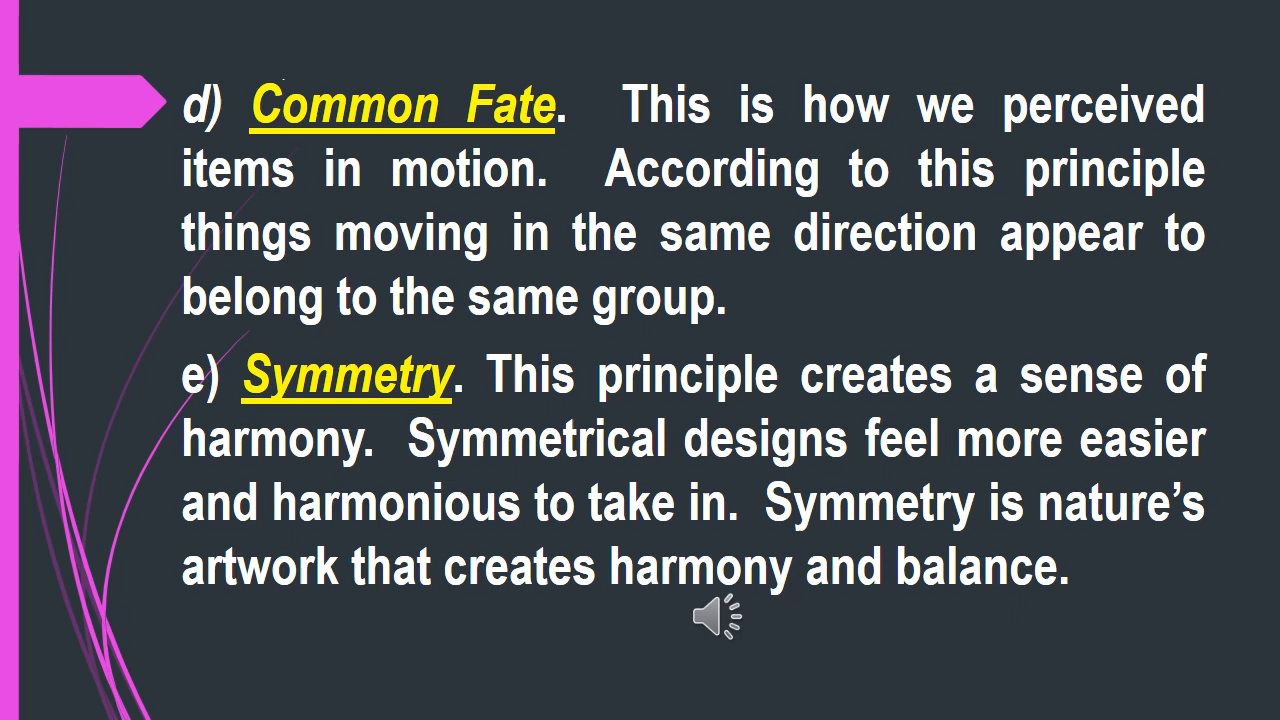 d) Common Fate. This is how we perceived
items in motion. According to this principle
things moving in the same direction appear to
belong to the same group.
e) Symmetry. This principle creates a sense of
harmony. Symmetrical designs feel more easier
and harmonious to take in. Symmetry is nature’s
artwork that creates harmony and balance.